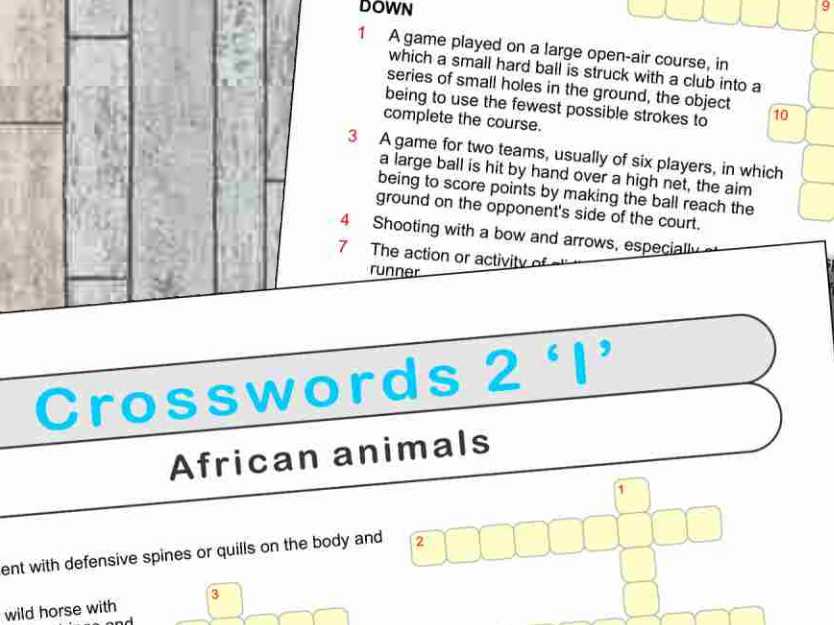 DOWN
9
1 A game played on a large open-air course, in
which a small hard ball is struck with a club into a
series of small holes in the ground, the object
being to use the fewest possible strokes to
complete the course.
10
3 A game for two teams, usually of six players, in which
a large ball is hit by hand over a high net, the aim
being to score points by making the ball reach the
ground on the opponent's side of the court.
4 Shooting with a bow and arrows, especially
7 The action or activity of
runner
Crosswords 2 ‘I’
African animals
1
2
ent with defensive spines or quills on the body and
3
wild horse with
and